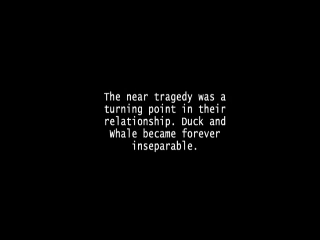 The near tragedy was a
turning point in their
relationship. Duck and
Whale became forever
inseparable.